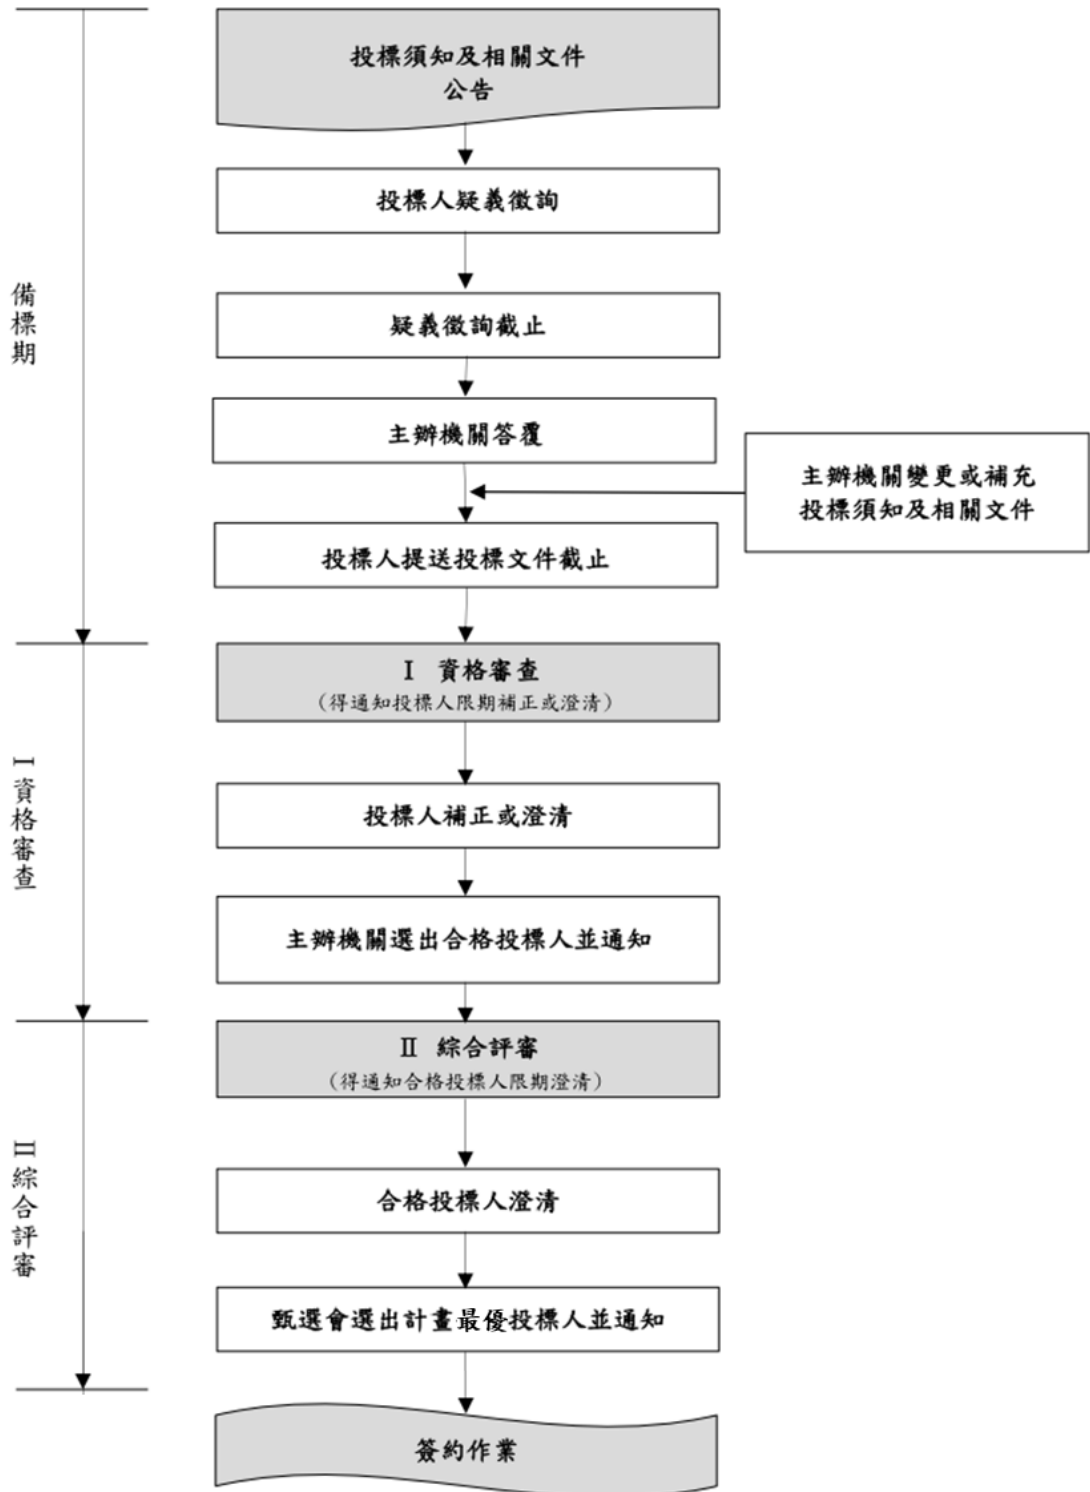 投標須知及相關文件
公告
投標人疑義徵詢
疑義徵詢截止
主辦機關答覆
主辦機關變更或補充
投標須知及相關文件
投標人提送投標文件截止
備標期
Ⅰ 資格審查
(得通知投標人限期補正或澄清)
投標人補正或澄清
主辦機關選出合格投標人並通知
Ⅰ資格審查
Ⅱ 綜合評審
(得通知合格投標人限期澄清)
合格投標人澄清
甄選會選出計畫最優投標人並通知
Ⅱ綜合評審
簽約作業